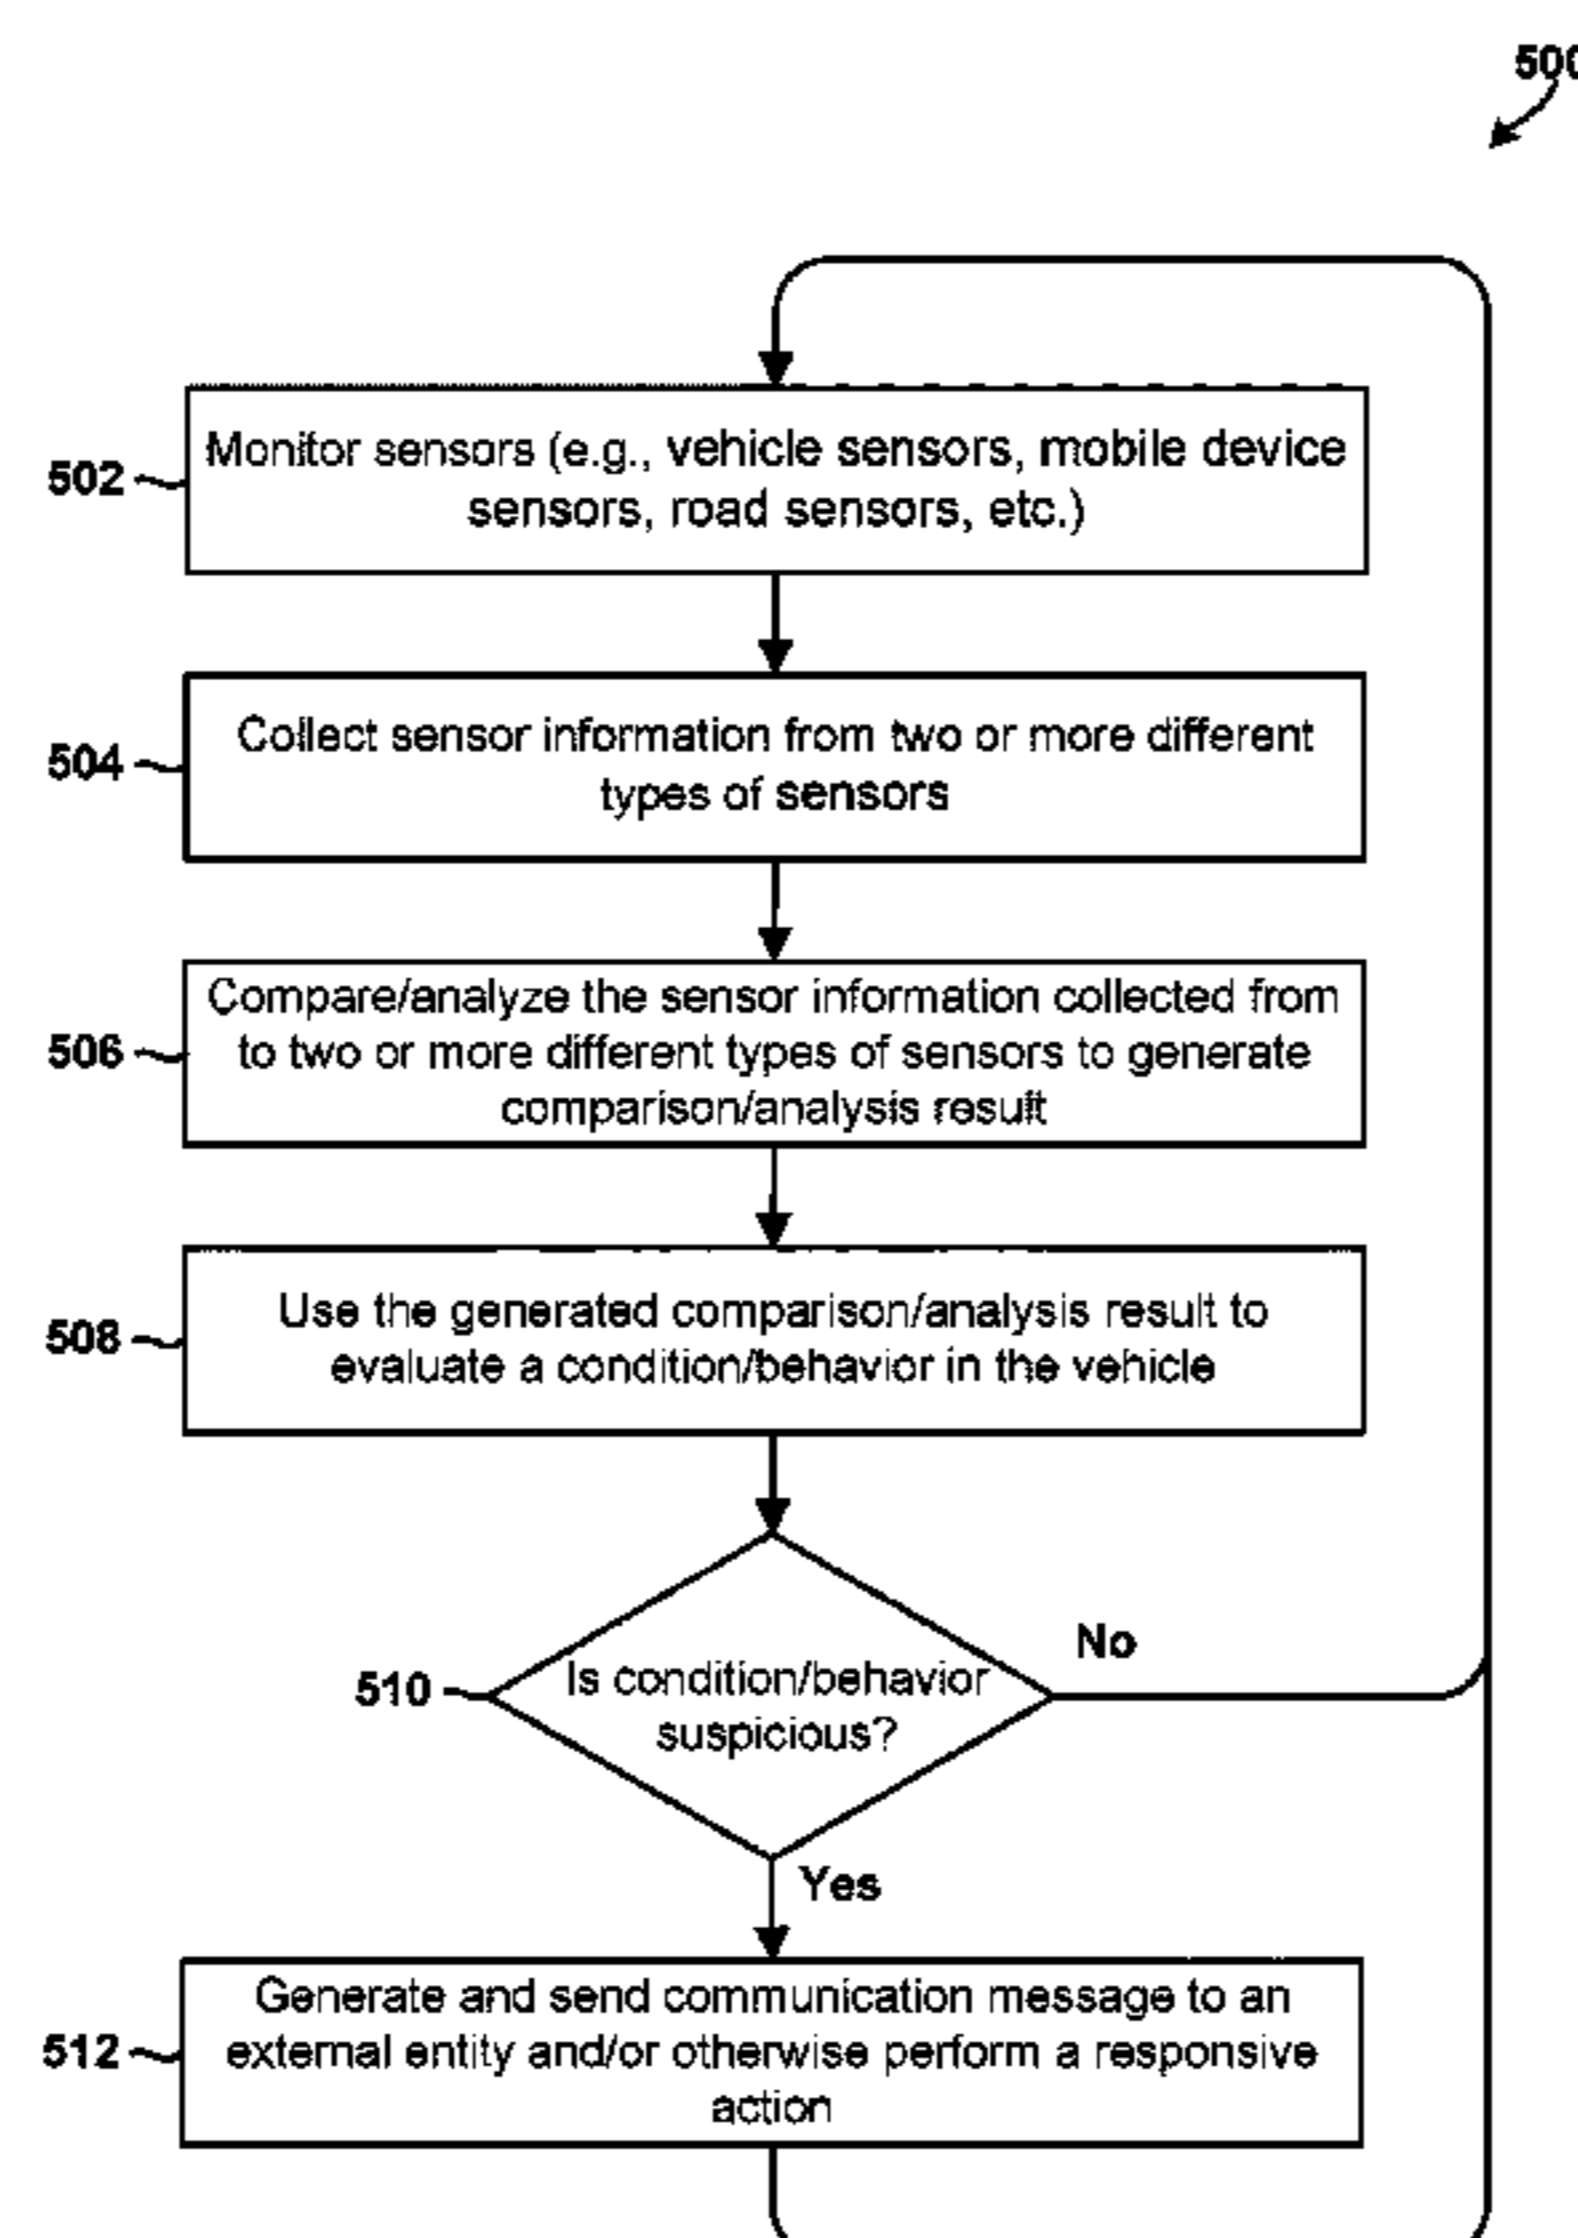 500
502
Monitor sensors (e.g., vehicle sensors, mobile device
sensors, road sensors, etc.)
504
Collect sensor information from two or more different
types of sensors
506
Compare/analyze the sensor information collected from
to two or more different types of sensors to generate
comparison/analysis result
508
Use the generated comparison/analysis result to
evaluate a condition/behavior in the vehicle
510
Is condition/behavior
suspicious?
No
Yes
512
Generate and send communication message to an
external entity and/or otherwise perform a responsive
action